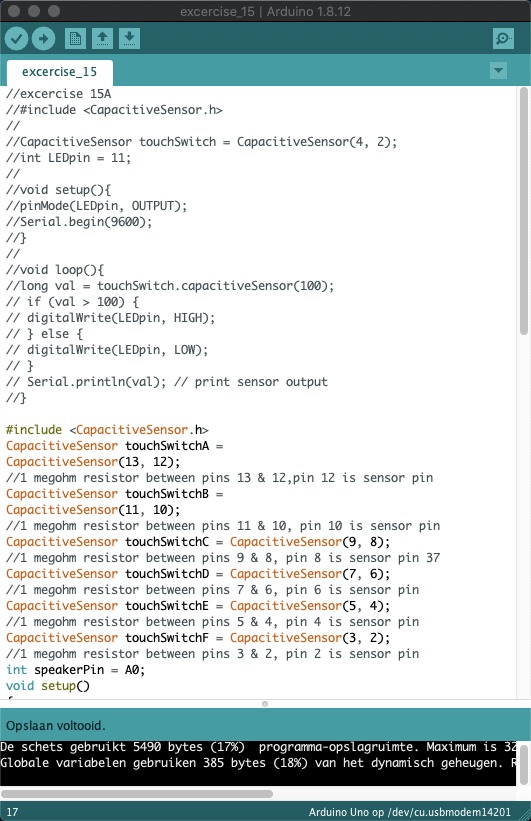 excercise_15 | Arduino 1.8.12
excercise_15
//excercise 15A
//#include <CapacitiveSensor.h>
//
//CapacitiveSensor touchSwitch = CapacitiveSensor(4, 2);
//int LEDpin = 11;
//
//void setup(){
//pinMode(LEDpin, OUTPUT);
//Serial.begin(9600);
//}
//
//void loop(){
//long val = touchSwitch.capacitiveSensor(100);
// if (val > 100) {
// digitalWrite(LEDpin, HIGH);
// } else {
// digitalWrite(LEDpin, LOW);
// }
// Serial.println(val); // print sensor output
//}
#include <CapacitiveSensor.h>
CapacitiveSensor touchSwitchA =
CapacitiveSensor(13, 12);
//1 megohm resistor between pins 13 & 12,pin 12 is sensor pin
CapacitiveSensor touchSwitchB =
CapacitiveSensor(11, 10);
//1 megohm resistor between pins 11 & 10, pin 10 is sensor pin
CapacitiveSensor touchSwitchC = CapacitiveSensor(9, 8);
//1 megohm resistor between pins 9 & 8, pin 8 is sensor pin 37
CapacitiveSensor touchSwitchD = CapacitiveSensor(7, 6);
//1 megohm resistor between pins 7 & 6, pin 6 is sensor pin
CapacitiveSensor touchSwitchE = CapacitiveSensor(5, 4);
//1 megohm resistor between pins 5 & 4, pin 4 is sensor pin
CapacitiveSensor touchSwitchF = CapacitiveSensor(3, 2);
//1 megohm resistor between pins 3 & 2, pin 2 is sensor pin
int speakerPin = A0;
void setup()
Opslaan voltooid.
De schets gebruikt 5490 bytes (17%)  programma-opslagruimte. Maximum is 32
Globale variabelen gebruiken 385 bytes (18%) van het dynamisch geheugen. R
17
Arduino Uno op /dev/cu.usbmodem14201